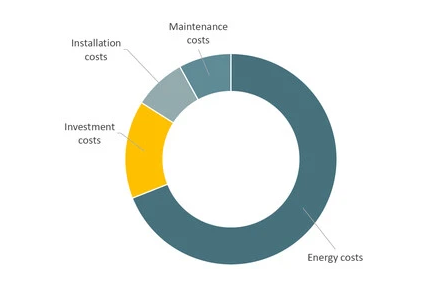 Maintenance
costs
Installation
costs
Investment
costs
Energy costs